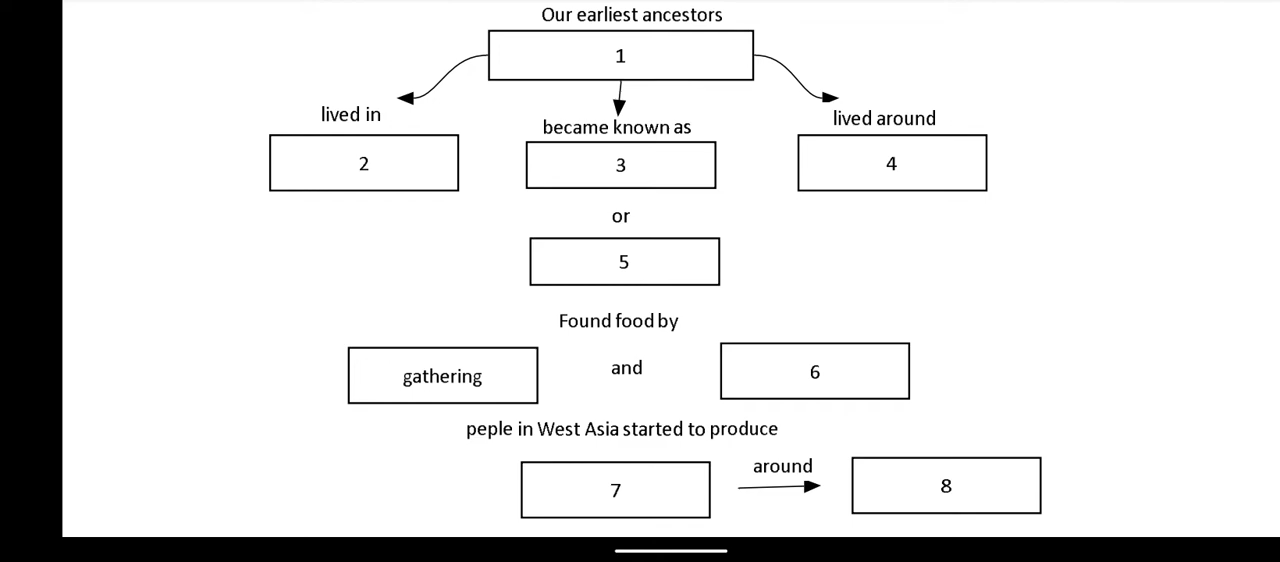 Our earliest ancestors
1
lived in
became known as
lived around
2
3
4
or
5
Found food by
gathering
and
6
peple in West Asia started to produce
7
around
8